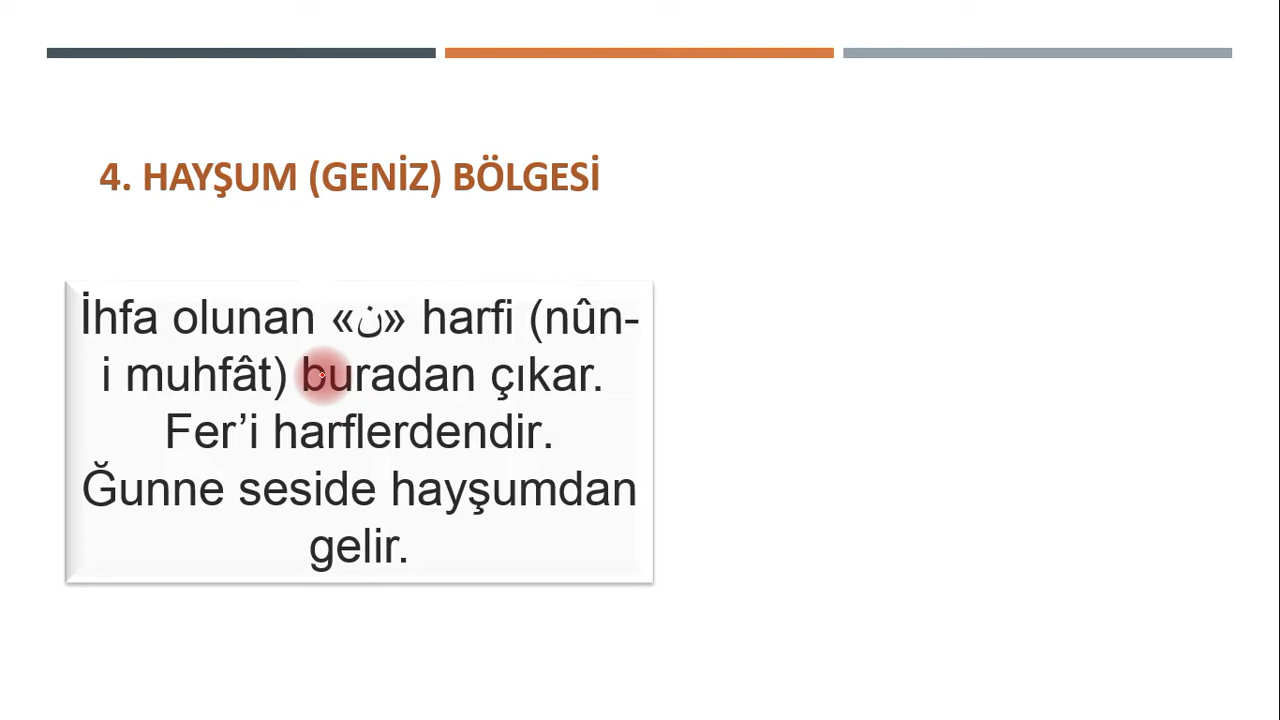 4. HAYŞUM (GENİZ) BÖLGESİ
İhfa olunan «ن» harfi (nûn-
i muhfât) buradan çıkar.
Fer’i harflerdendir.
Ğunne seside hayşumdan
gelir.